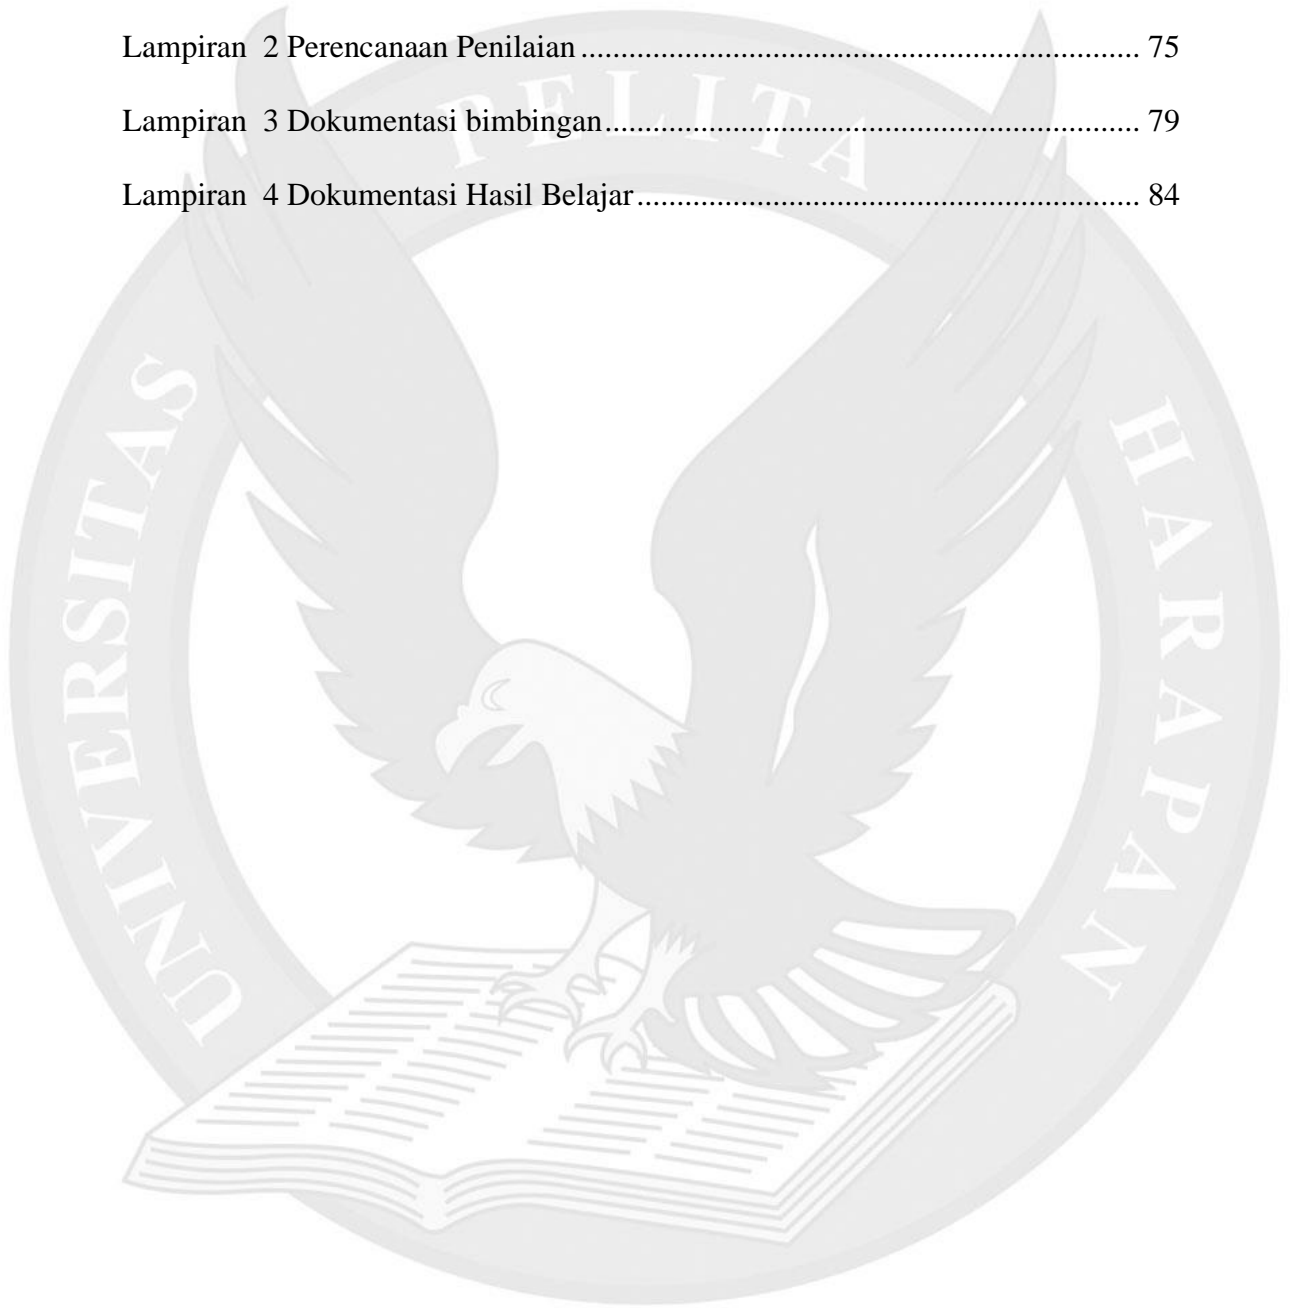 Lampiran  2 Perencanaan Penilaian ........................................................................ 75
Lampiran  3 Dokumentasi bimbingan..................................................................... 79
Lampiran  4 Dokumentasi Hasil Belajar................................................................. 84
UNIVERSITAS PELITA HARAPAN